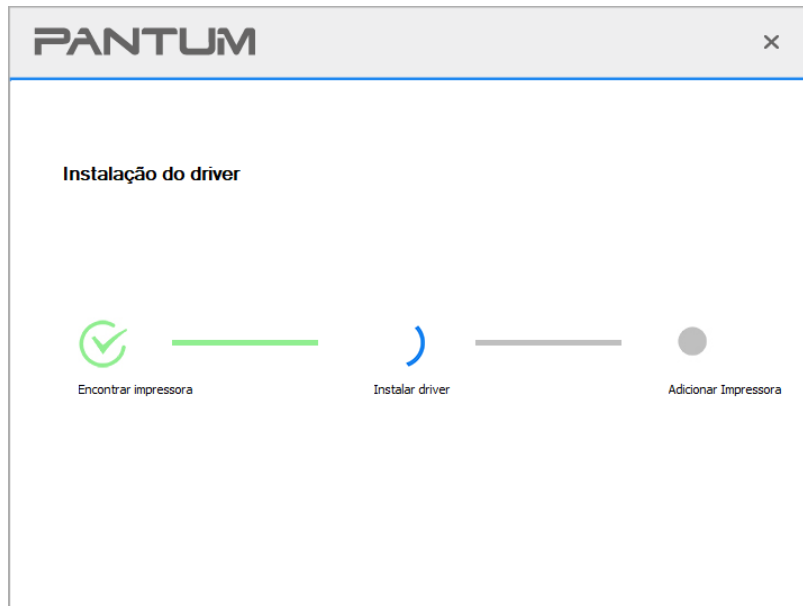 PANTUM
Instalação do driver
Encontrar impressora
Instalar driver
Adicionar Impressora